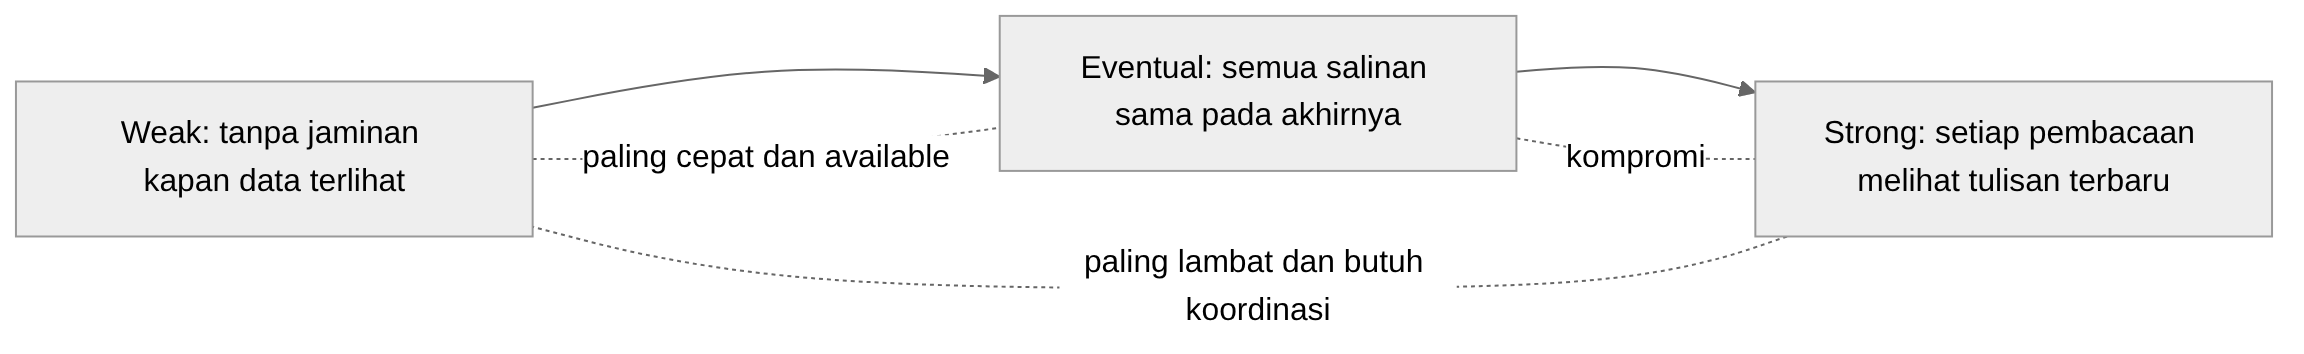 Weak: tanpa jaminan
kapan data terlihat
paling cepat dan available
Eventual: semua salinan
sama pada akhirnya
kompromi
Strong: setiap pembacaan
melihat tulisan terbaru
paling lambat dan butuh
koordinasi